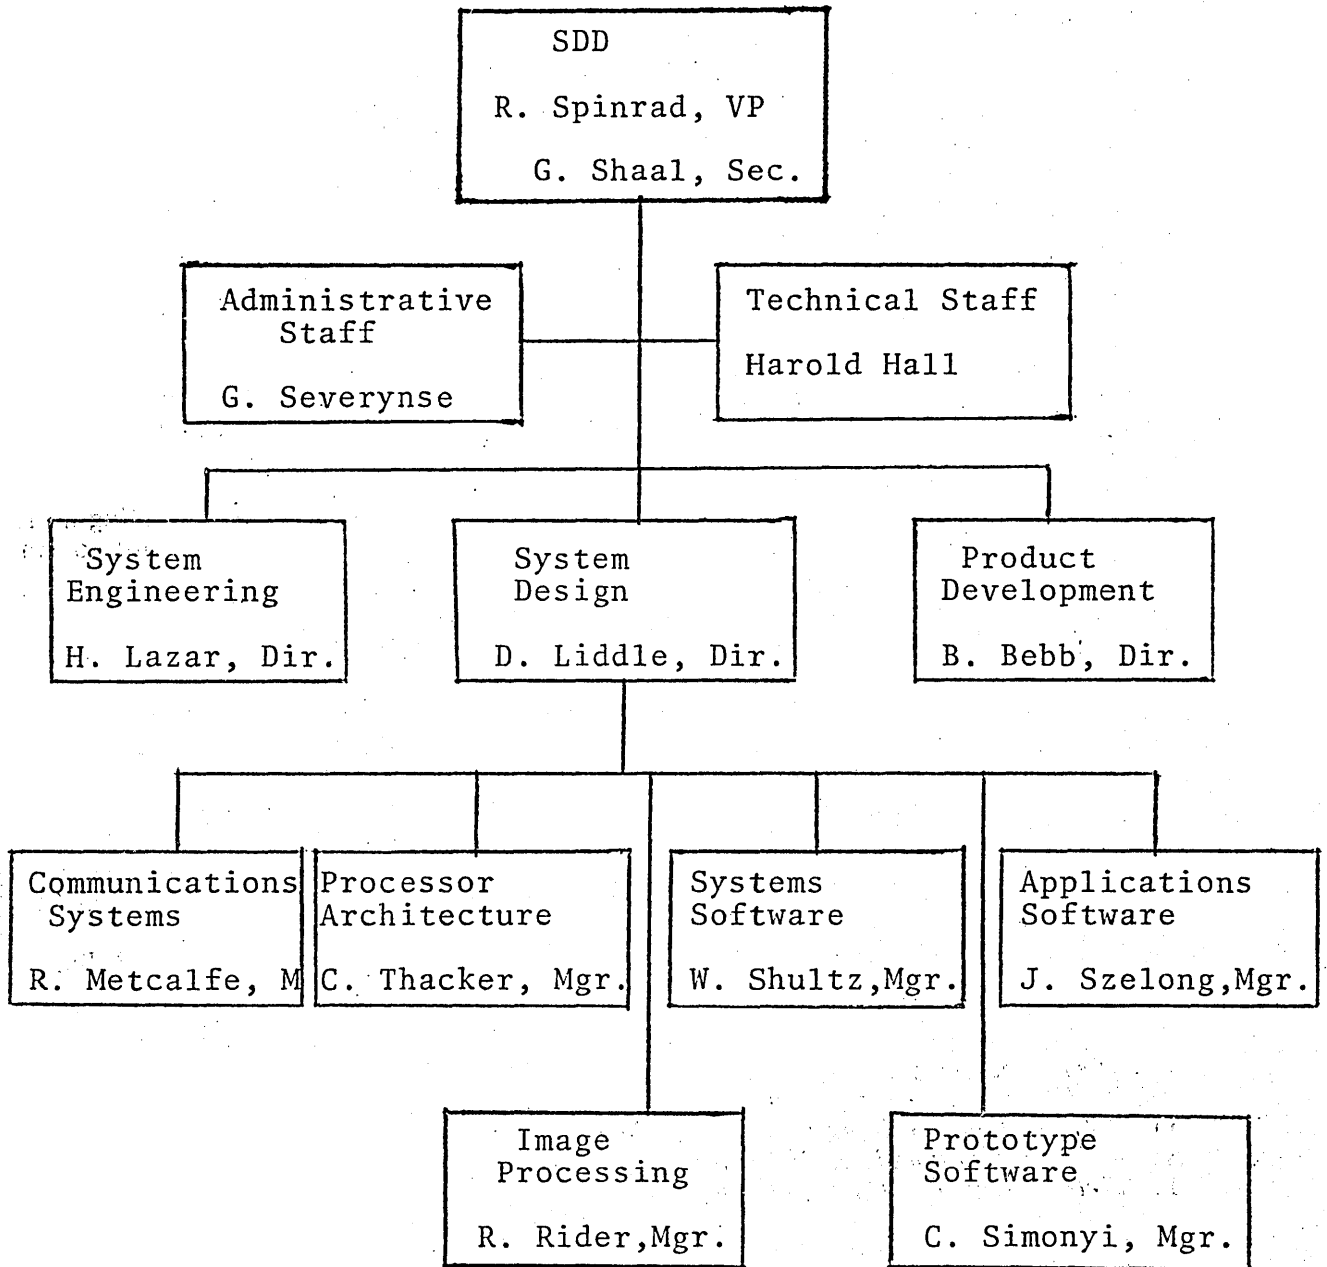 SDD
R. Spinrad, VP
G. Shaal, Sec.
Administrative
Staff
G. Severynse
Technical Staff
Harold Hall
System
Engineering
H. Lazar, Dir.
System
Design
D. Liddle, Dir.
Product
Development
B. Bebb, Dir.
Communications
Systems
R. Metcalfe, M
Processor
Architecture
C. Thacker, Mgr.
Systems
Software
W. Shultz,Mgr.
Applications
Software
J. Szelong,Mgr.
Image
Processing
R. Rider,Mgr.
Prototype
Software
C. Simonyi, Mgr.